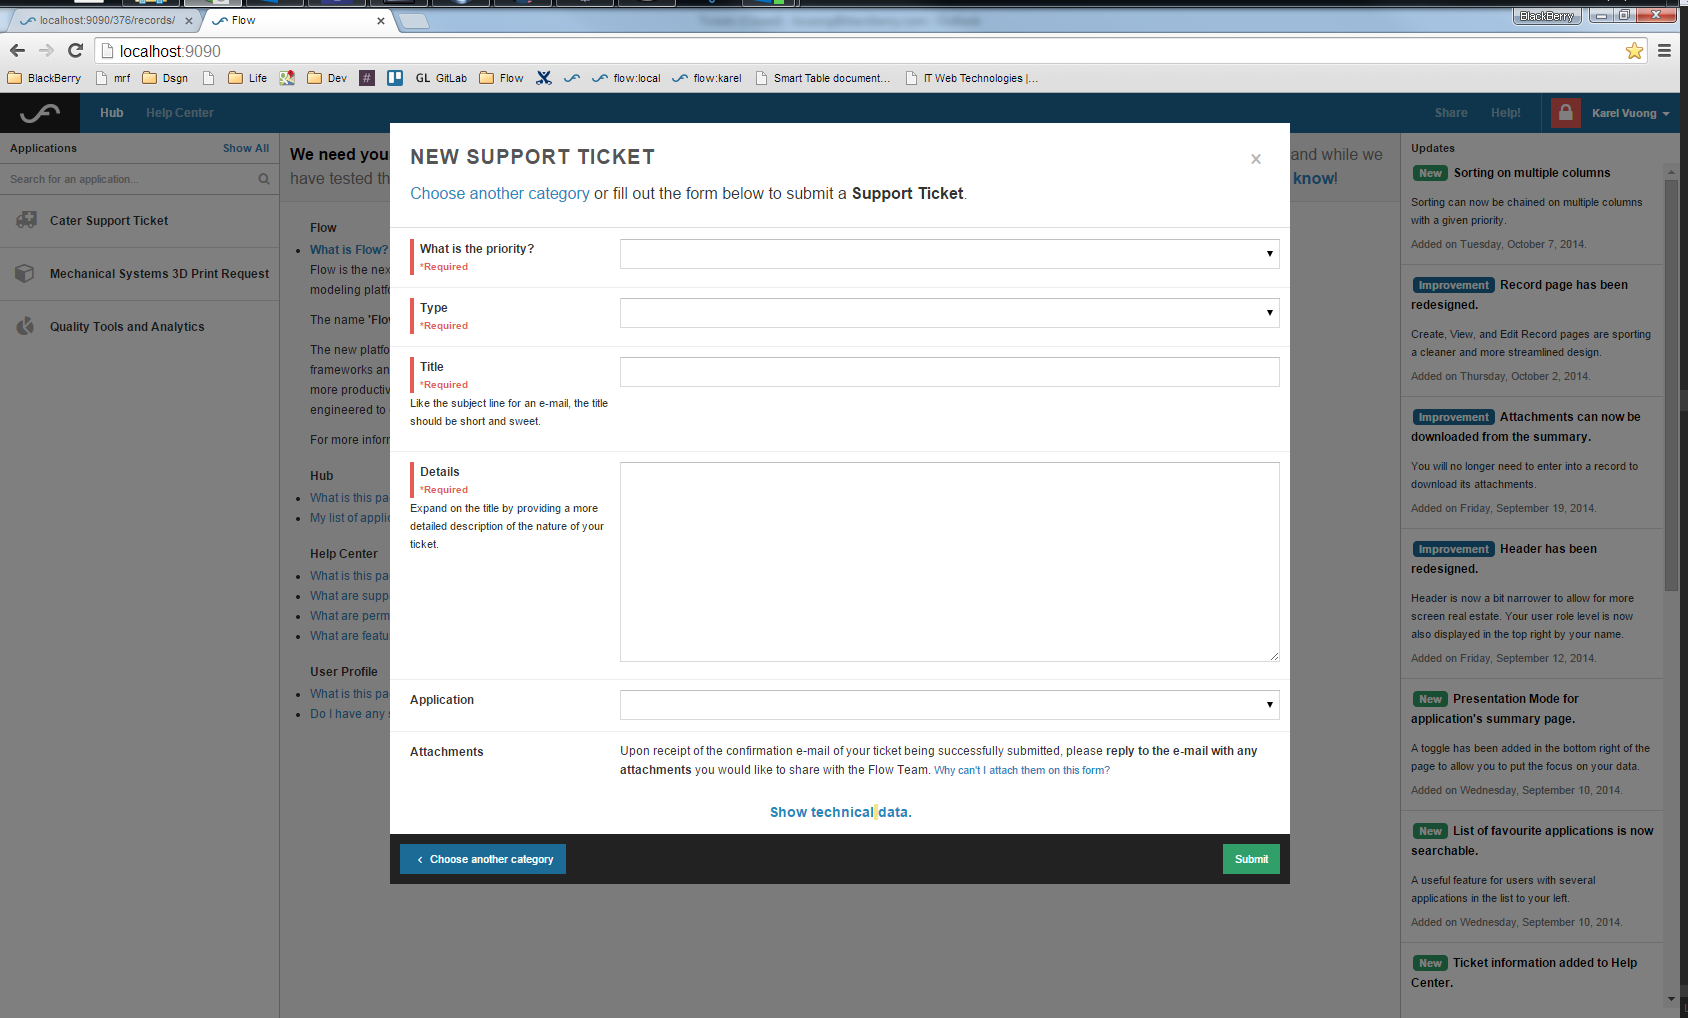 localhost:9090/376/records/
Flow
BlackBerry
localhost:9090
BlackBerry
mrf
Dsgn
Life
Dev
#
GL GitLab
Flow
flow:local
flow:karel
Smart Table document...
IT Web Technologies |...
Hub
Help Center
Share
Help!
Karel Vuong
Applications
Show All
Search for an application...
Cater Support Ticket
Mechanical Systems 3D Print Request
Quality Tools and Analytics
We need you
and while we
have tested th
know!
Flow
What is Flow?
Flow is the nex
modeling platfo
The name 'Flo
The new platfo
frameworks an
more productiv
engineered to
For more inforr
Hub
What is this pa
My list of applic
Help Center
What is this pa
What are supp
What are perm
What are featu
User Profile
What is this pa
Do I have any s
NEW SUPPORT TICKET
×
Choose another category or fill out the form below to submit a Support Ticket.
What is the priority?
*Required
Type
*Required
Title
*Required
Like the subject line for an e-mail, the title
should be short and sweet.
Details
*Required
Expand on the title by providing a more
detailed description of the nature of your
ticket.
Application
Attachments
Upon receipt of the confirmation e-mail of your ticket being successfully submitted, please reply to the e-mail with any
attachments you would like to share with the Flow Team. Why can't I attach them on this form?
Show technical data.
‹ Choose another category
Submit
Updates
New Sorting on multiple columns
Sorting can now be chained on multiple columns
with a given priority.
Added on Tuesday, October 7, 2014.
Improvement Record page has been
redesigned.
Create, View, and Edit Record pages are sporting
a cleaner and more streamlined design.
Added on Thursday, October 2, 2014.
Improvement Attachments can now be
downloaded from the summary.
You will no longer need to enter into a record to
download its attachments.
Added on Friday, September 19, 2014.
Improvement Header has been
redesigned.
Header is now a bit narrower to allow for more
screen real estate. Your user role level is now
also displayed in the top right by your name.
Added on Friday, September 12, 2014.
New Presentation Mode for
application's summary page.
A toggle has been added in the bottom right of the
page to allow you to put the focus on your data.
Added on Wednesday, September 10, 2014.
New List of favourite applications is now
searchable.
A useful feature for users with several
applications in the list to your left.
Added on Wednesday, September 10, 2014.
New Ticket information added to Help
Center.